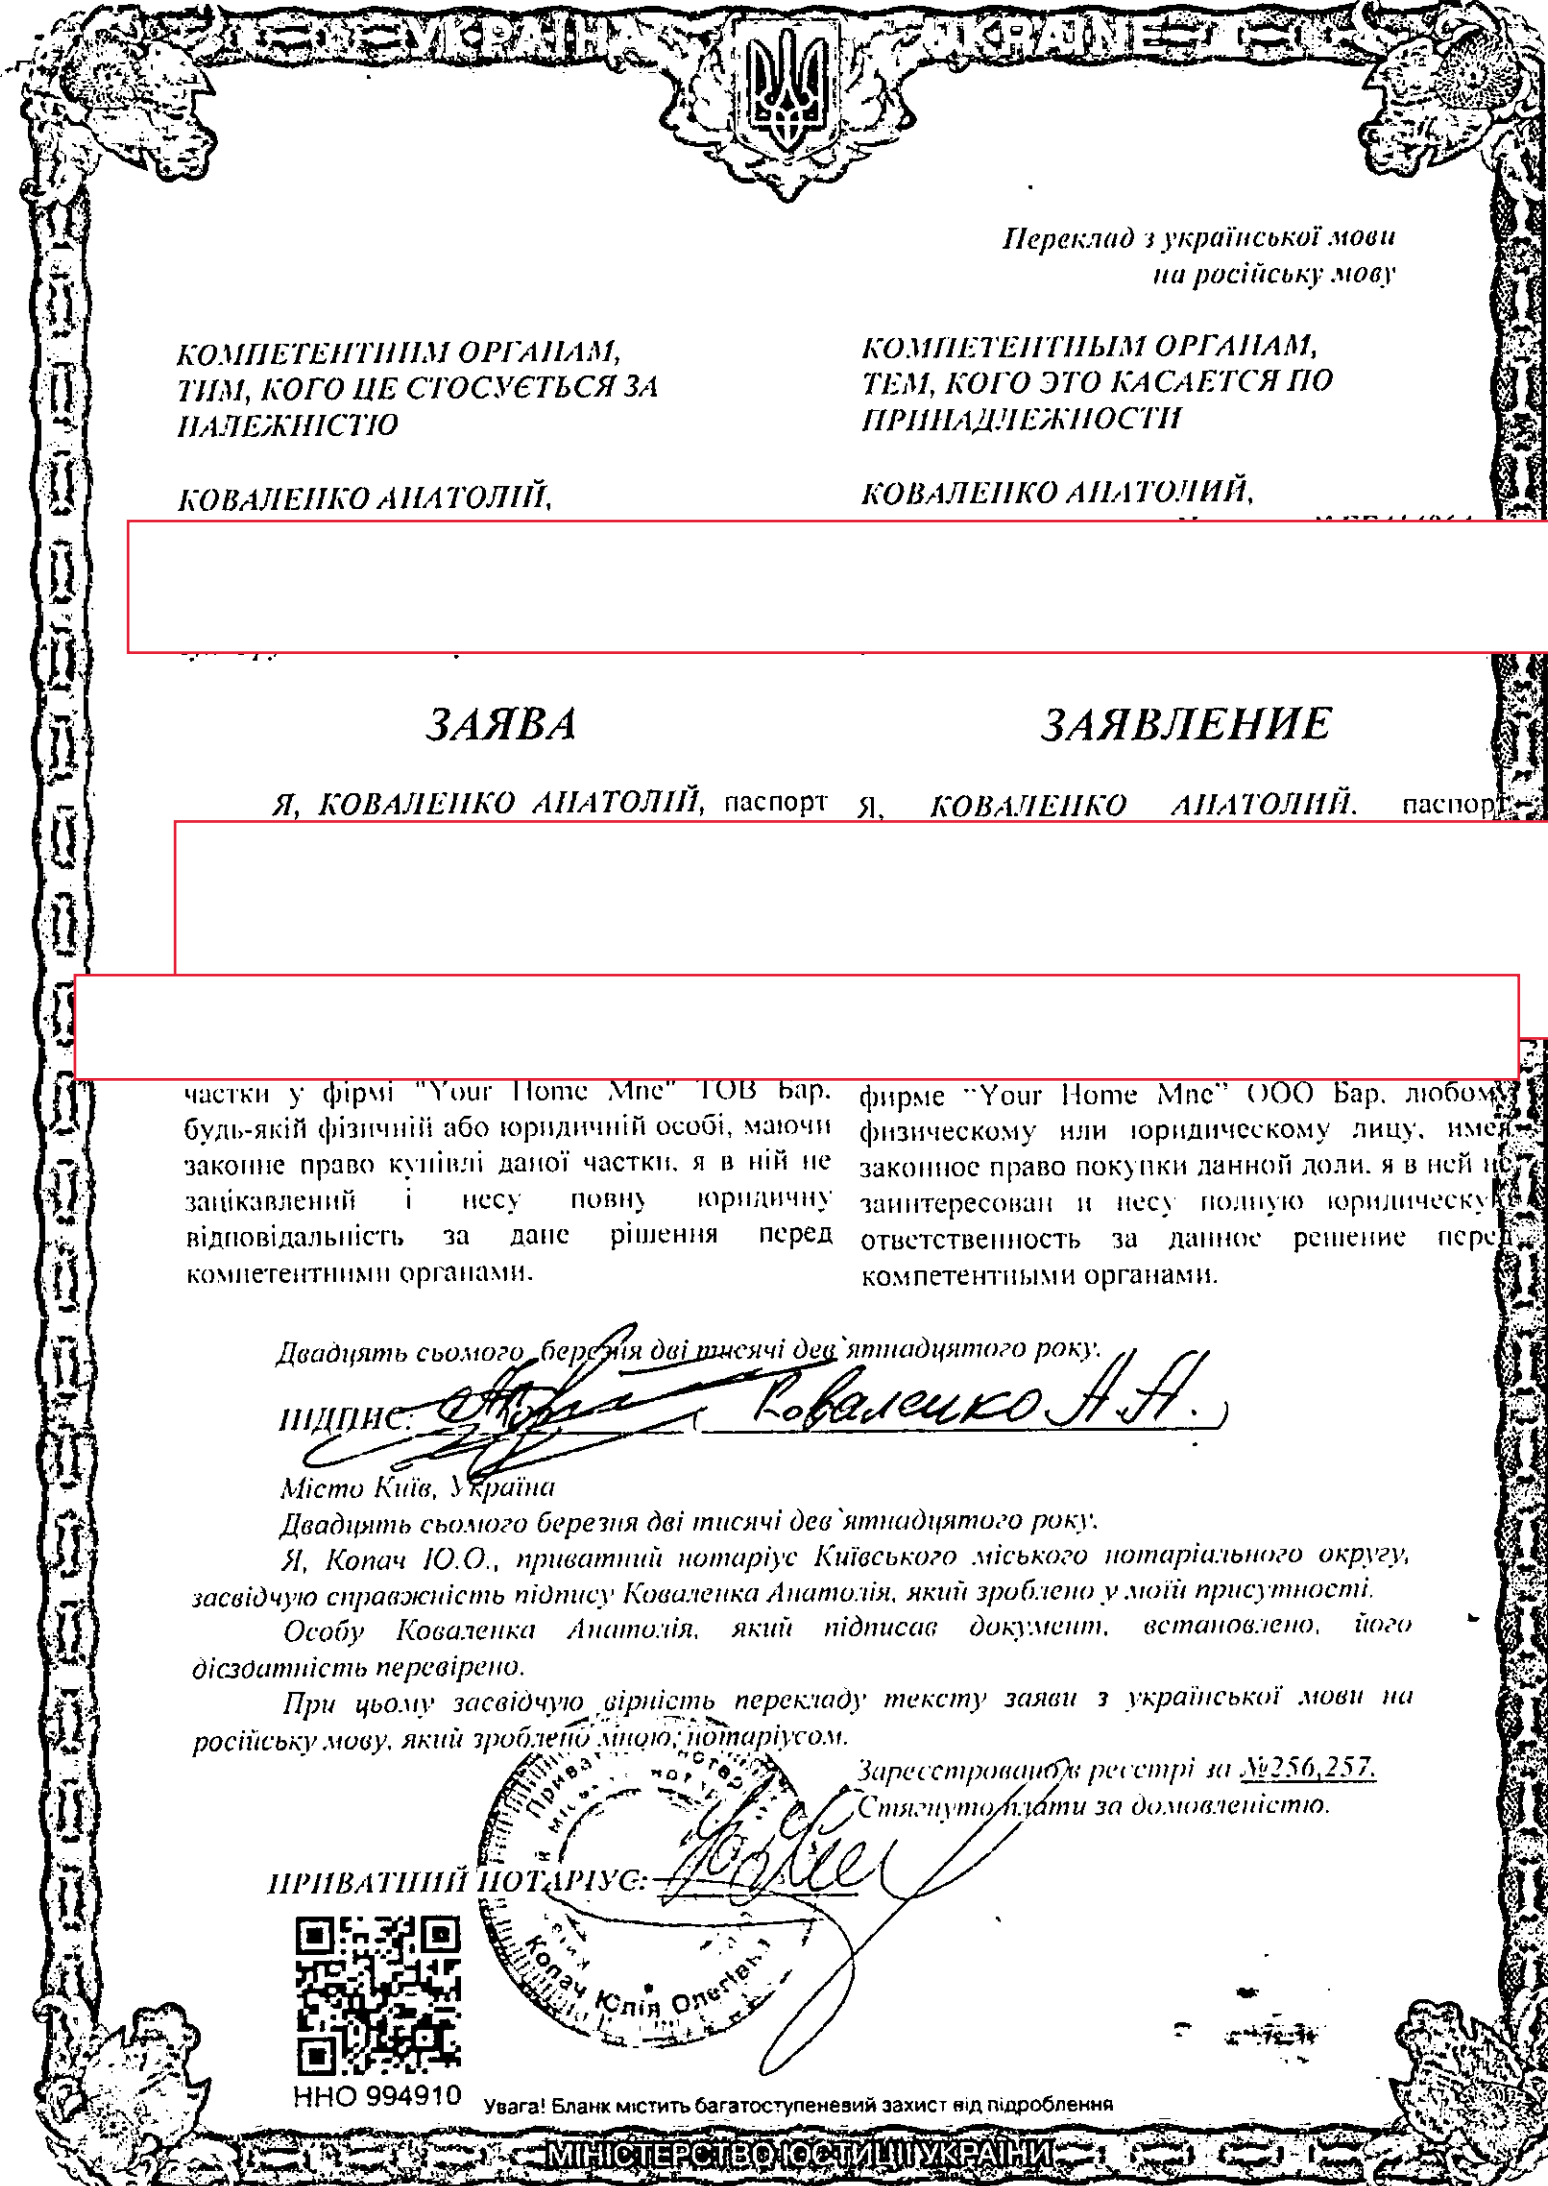 УКРАЇНА UKRAINE
Переклад з української мови
на російську мову
КОМПЕТЕНТНИМ ОРГАНАМ,
ТИМ, КОГО ЦЕ СТОСУЄТЬСЯ ЗА
НАЛЕЖНІСТЮ
КОВАЛЕНКО АНАТОЛІЙ,
КОМПЕТЕНТНЫМ ОРГАНАМ,
ТЕМ, КОГО ЭТО КАСАЕТСЯ ПО
ПРИНАДЛЕЖНОСТИ
КОВАЛЕНКО АНАТОЛИЙ,
ЗАЯВА
Я, КОВАЛЕНКО АНАТОЛІЙ, паспорт
частки у фірмі "Your Home Mne" ТОВ Бар.
будь-якій фізичній або юридичній особі, маючи
законне право купівлі даної частки. я в ній не
зацікавлений і несу повну юридичну
відповідальність за дане рішення перед
компетентними органами.
ЗАЯВЛЕНИЕ
Я, КОВАЛЕНКО АНАТОЛИЙ. паспорт
фирме "Your Home Mne" ООО Бар. любому
физическому или юридическому лицу, имея
законное право покупки данной доли. я в ней не
заинтересован и несу полную юридическую
ответственность за данное решение перед
компетентными органами.
Двадцять сьомого березня дві тисячі дев`ятнадцятого року.
ПІДПИС: ( Коваленко А.А. )
Місто Київ, Україна
Двадцять сьомого березня дві тисячі дев`ятнадцятого року.
Я, Копач Ю.О., приватний нотаріус Київського міського нотаріального округу,
засвідчую справжність підпису Коваленка Анатолія, який зроблено у моїй присутності.
Особу Коваленка Анатолія, який підписав документ, встановлено, його
дієздатність перевірено.
При цьому засвідчую вірність перекладу тексту заяви з української мови на
російську мову, який зроблено мною, нотаріусом.
Зареєстровано в реєстрі за №256,257.
Стягнуто плати за домовленістю.
ПРИВАТНИЙ НОТАРІУС:
Копач Юлія Олегівна
ННО 994910
Увага! Бланк містить багатоступеневий захист від підроблення
МІНІСТЕРСТВО ЮСТИЦІЇ УКРАЇНИ